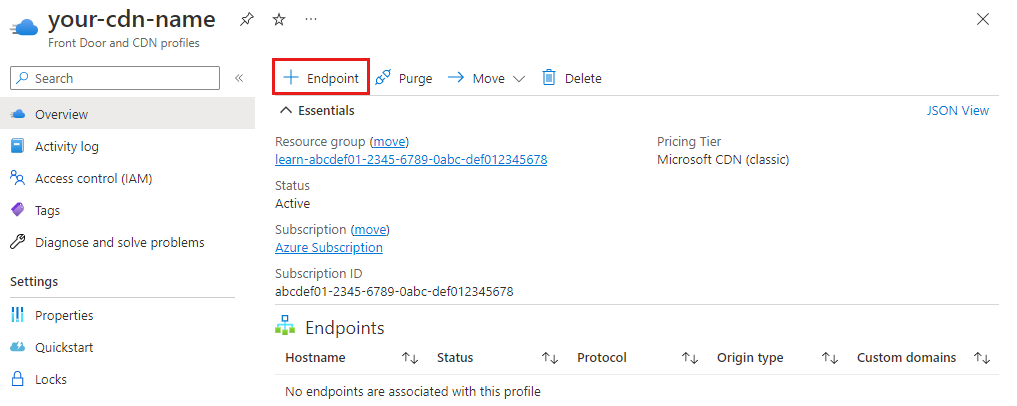 your-cdn-name
Front Door and CDN profiles
Search
Overview
Activity log
Access control (IAM)
Tags
Diagnose and solve problems
Settings
Properties
Quickstart
Locks
Endpoint Purge Move Delete
Essentials JSON View
Resource group (move)
learn-abcdef01-2345-6789-0abc-def012345678
Status
Active
Subscription (move)
Azure Subscription
Subscription ID
abcdef01-2345-6789-0abc-def012345678
Pricing Tier
Microsoft CDN (classic)
Endpoints
Hostname Status Protocol Origin type Custom domains
No endpoints are associated with this profile